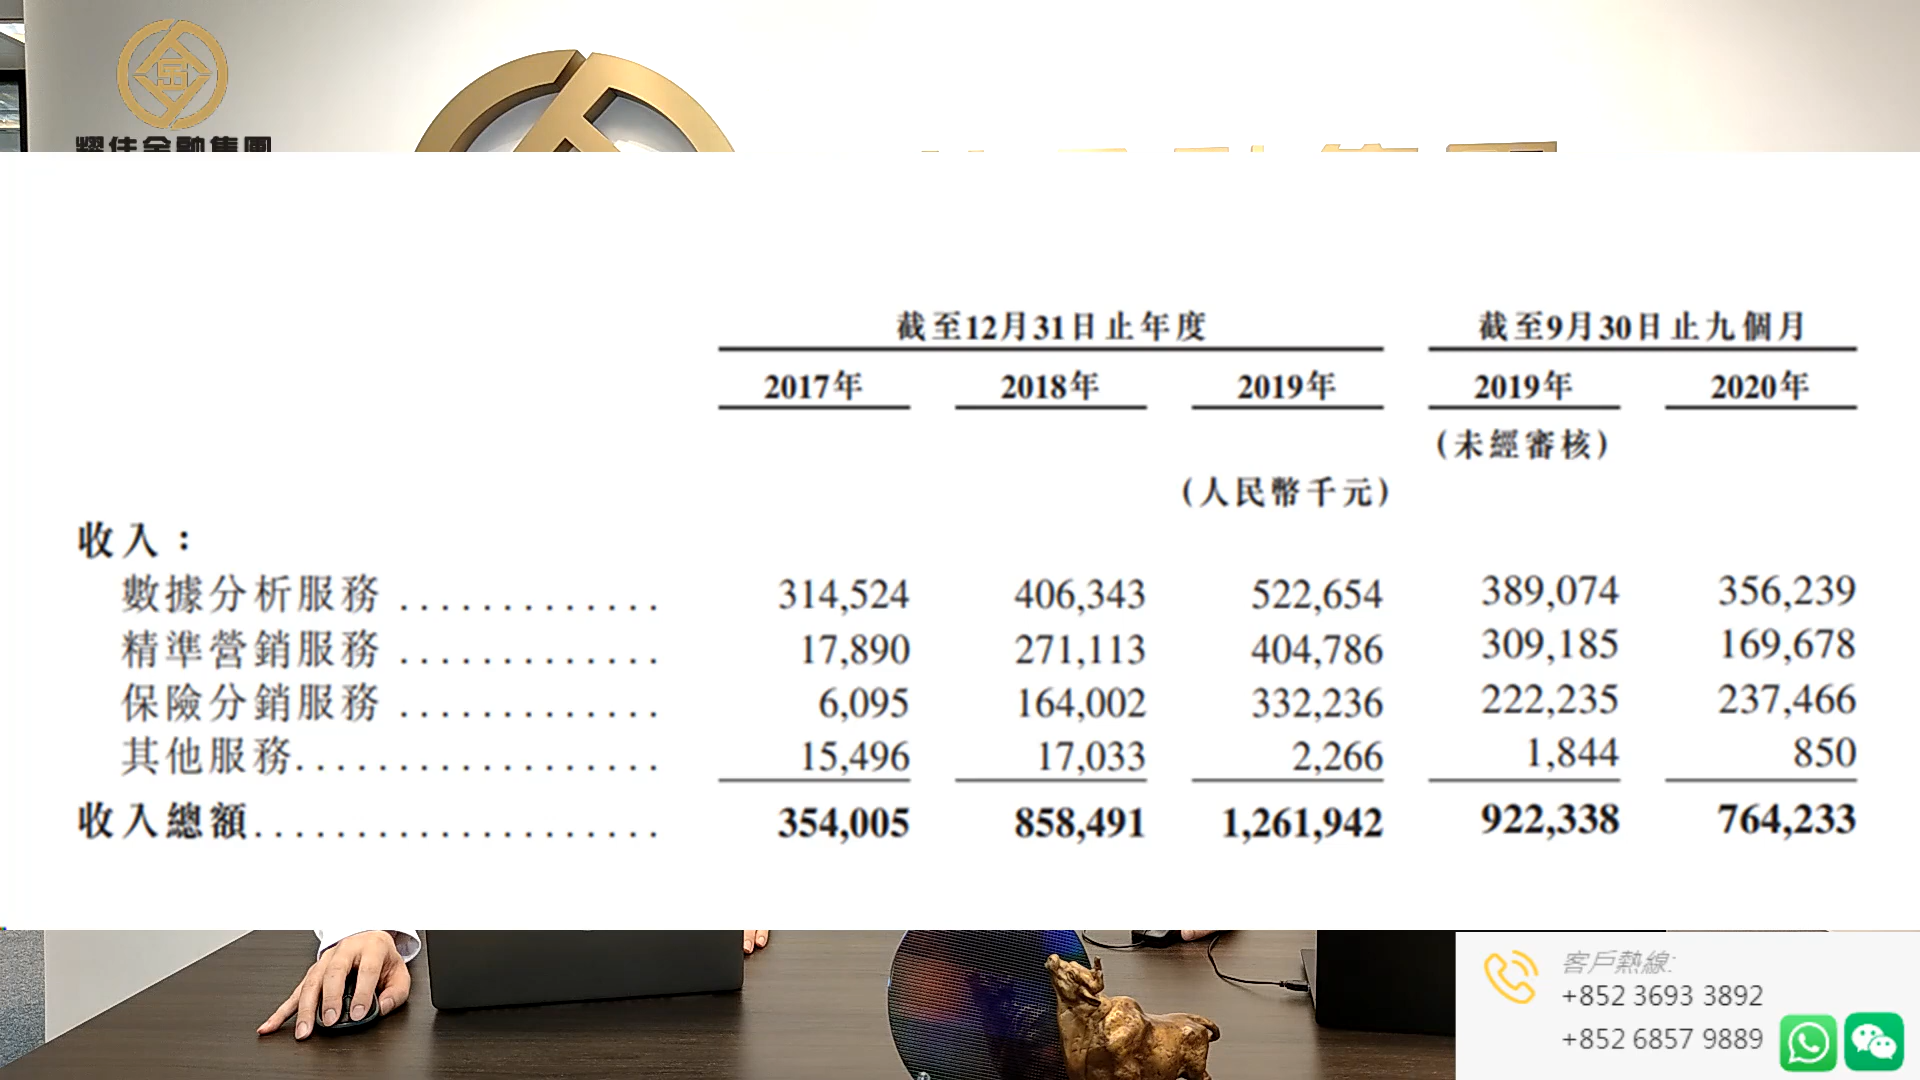 耀佳金融集團
截至12月31日止年度 截至9月30日止九個月
2017年 2018年 2019年 2019年 2020年
(未經審核)
(人民幣千元)
收入：
數據分析服務 ............. 314,524 406,343 522,654 389,074 356,239
精準營銷服務 ............. 17,890 271,113 404,786 309,185 169,678
保險分銷服務 ............. 6,095 164,002 332,236 222,235 237,466
其他服務.................. 15,496 17,033 2,266 1,844 850
收入總額.................... 354,005 858,491 1,261,942 922,338 764,233
客戶熱線:
+852 3693 3892
+852 6857 9889